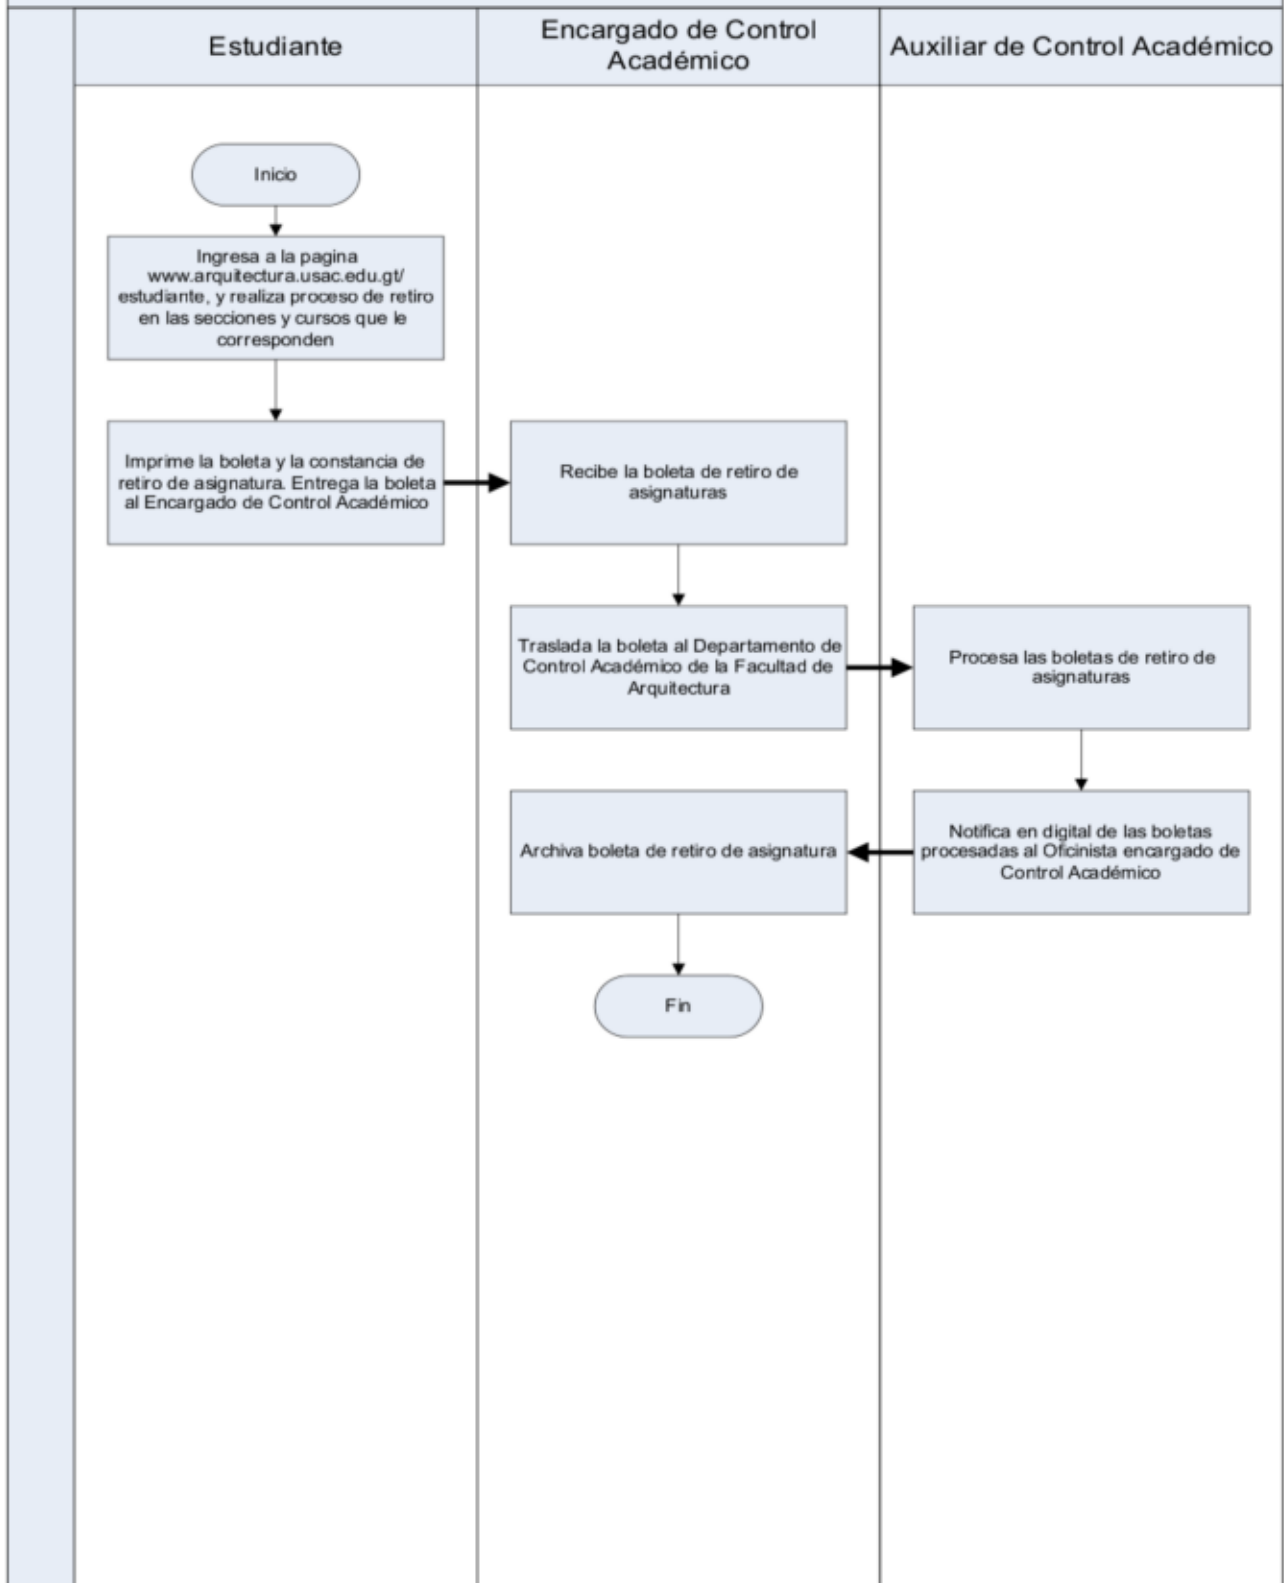 Estudiante
Encargado de Control
Académico
Auxiliar de Control Académico
Inicio
Ingresa a la pagina
www.arquitectura.usac.edu.gt/
estudiante, y realiza proceso de retiro
en las secciones y cursos que le
corresponden
Imprime la boleta y la constancia de
retiro de asignatura. Entrega la boleta
al Encargado de Control Académico
Recibe la boleta de retiro de
asignaturas
Traslada la boleta al Departamento de
Control Académico de la Facultad de
Arquitectura
Procesa las boletas de retiro de
asignaturas
Notifica en digital de las boletas
procesadas al Oficinista encargado de
Control Académico
Archiva boleta de retiro de asignatura
Fin